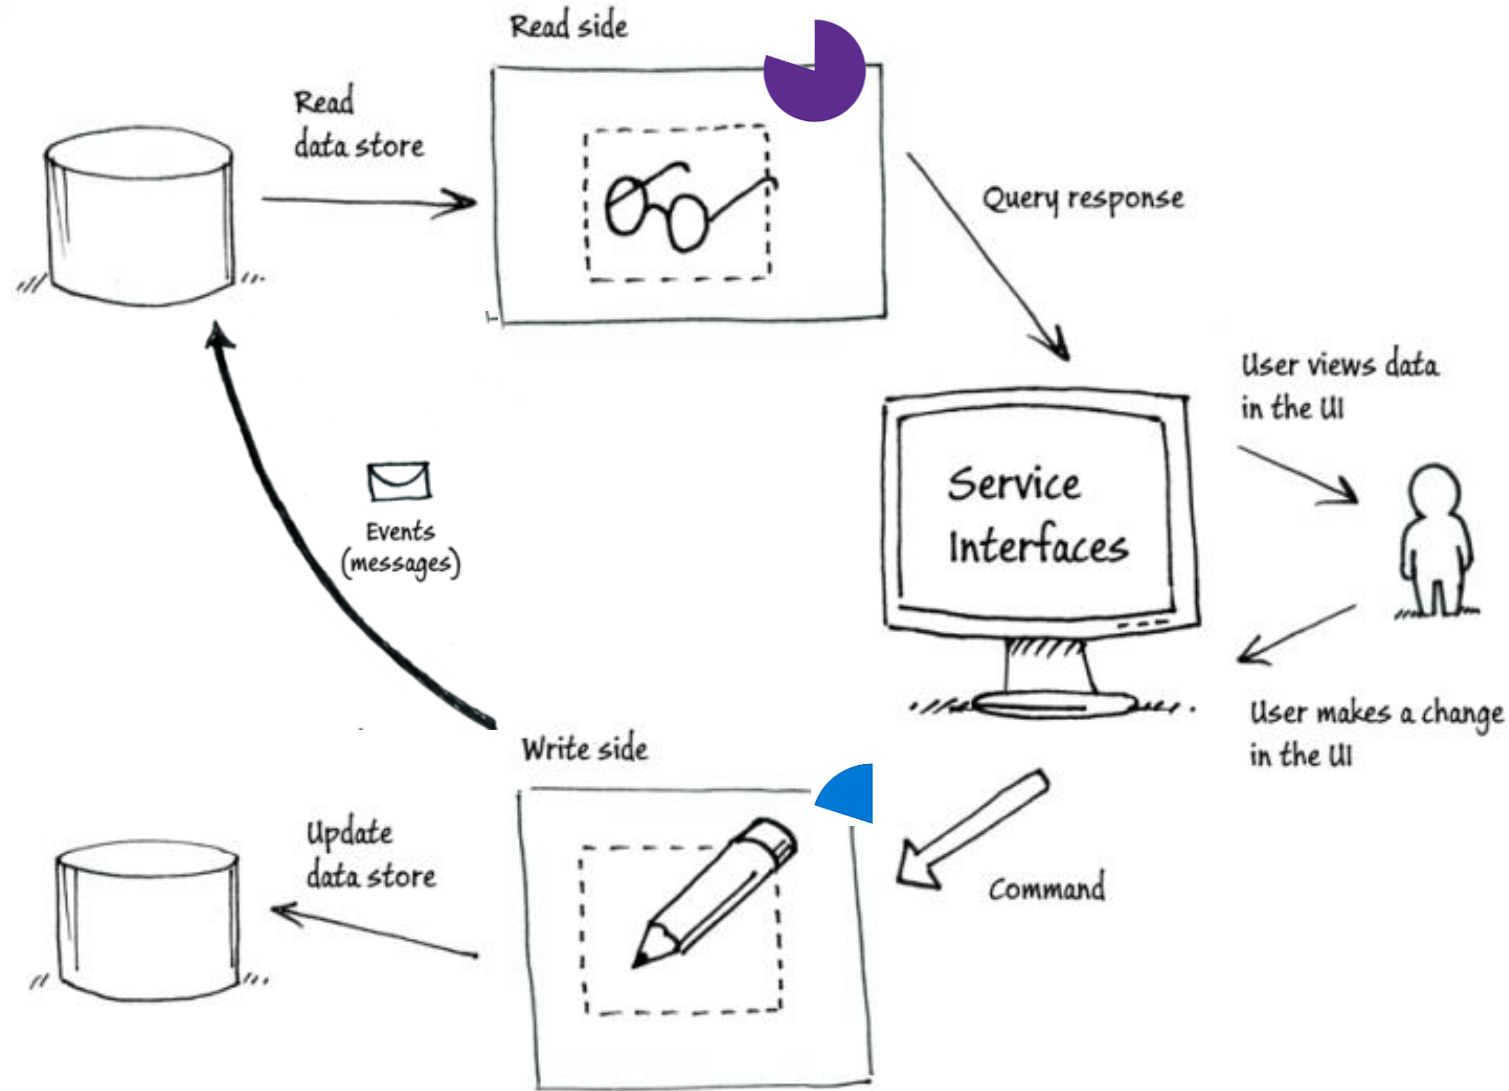 Read side
Read
data store
Query response
User views data
in the UI
Service
Interfaces
Events
(messages)
User makes a change
in the UI
Write side
Update
data store
Command